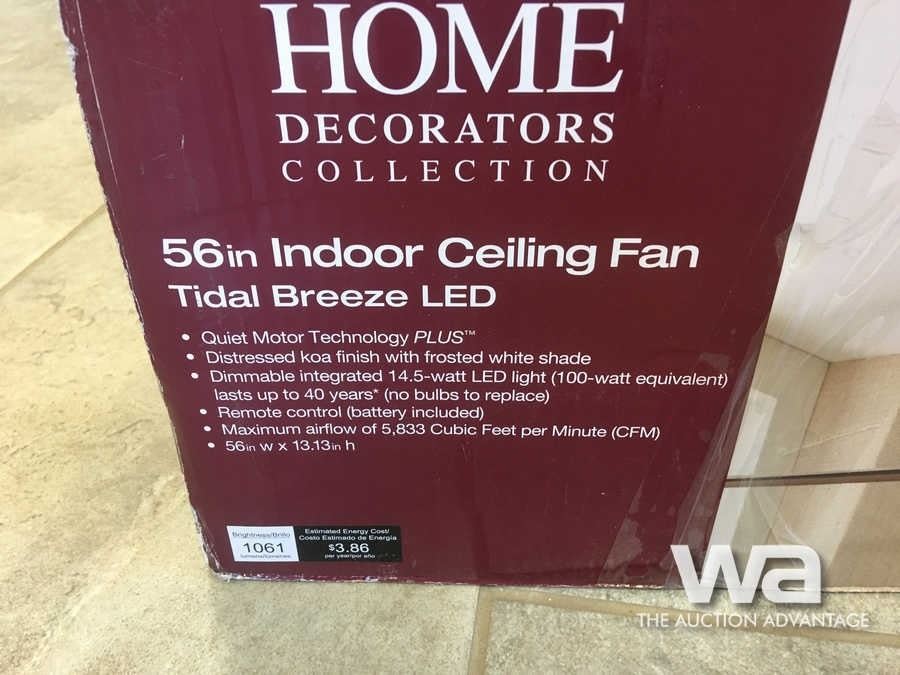 HOME
DECORATORS
COLLECTION
56in Indoor Ceiling Fan
Tidal Breeze LED
• Quiet Motor Technology PLUS™
• Distressed koa finish with frosted white shade
• Dimmable integrated 14.5-watt LED light (100-watt equivalent)
lasts up to 40 years* (no bulbs to replace)
• Remote control (battery included)
• Maximum airflow of 5,833 Cubic Feet per Minute (CFM)
• 56in w x 13.13in h
Brightness/Brillo
1061
lumens/lúmenes
Estimated Energy Cost/
Costo Estimado de Energía
$3.86
per year/por año
wa
THE AUCTION ADVANTAGE